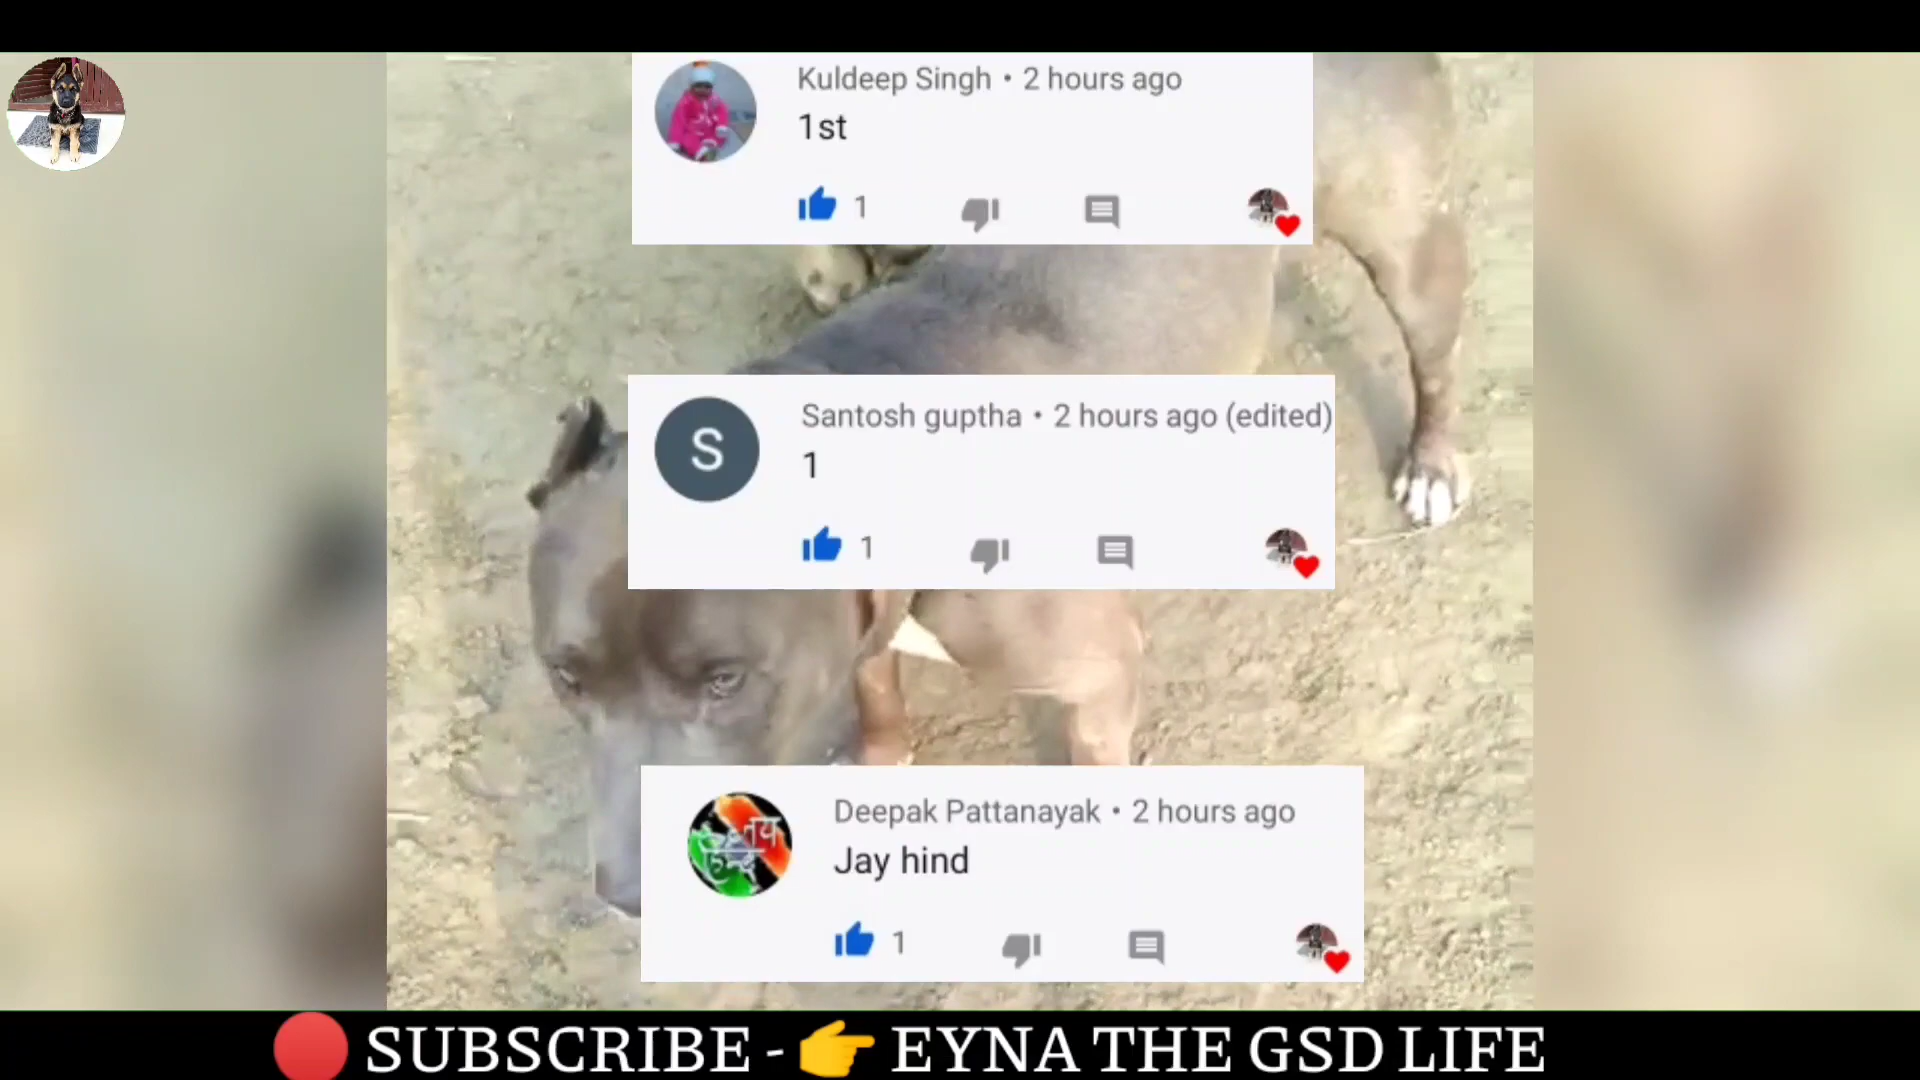 Kuldeep Singh • 2 hours ago
1st
1
Santosh guptha • 2 hours ago (edited)
1
1
S
Deepak Pattanayak • 2 hours ago
Jay hind
1
SUBSCRIBE - 👉 EYNA THE GSD LIFE